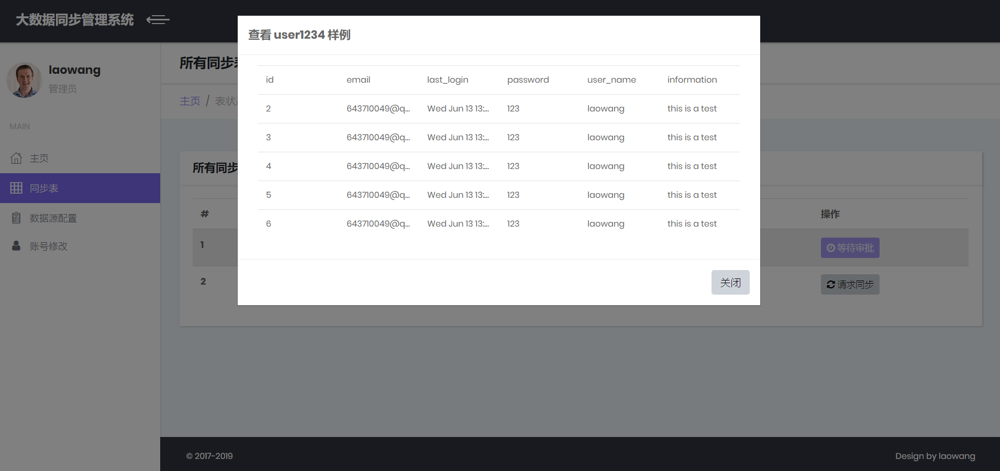 大数据同步管理系统
查看 user1234 样例
laowang
管理员
所有同步
主页 / 表状
MAIN
主页
同步表
数据源配置
账号修改
id email last_login password user_name information
2 643710049@q... Wed Jun 13 13:... 123 laowang this is a test
3 643710049@q... Wed Jun 13 13:... 123 laowang this is a test
4 643710049@q... Wed Jun 13 13:... 123 laowang this is a test
5 643710049@q... Wed Jun 13 13:... 123 laowang this is a test
6 643710049@q... Wed Jun 13 13:... 123 laowang this is a test
关闭
所有同步
# 操作
1 等待审批
2 请求同步
© 2017-2019
Design by laowang